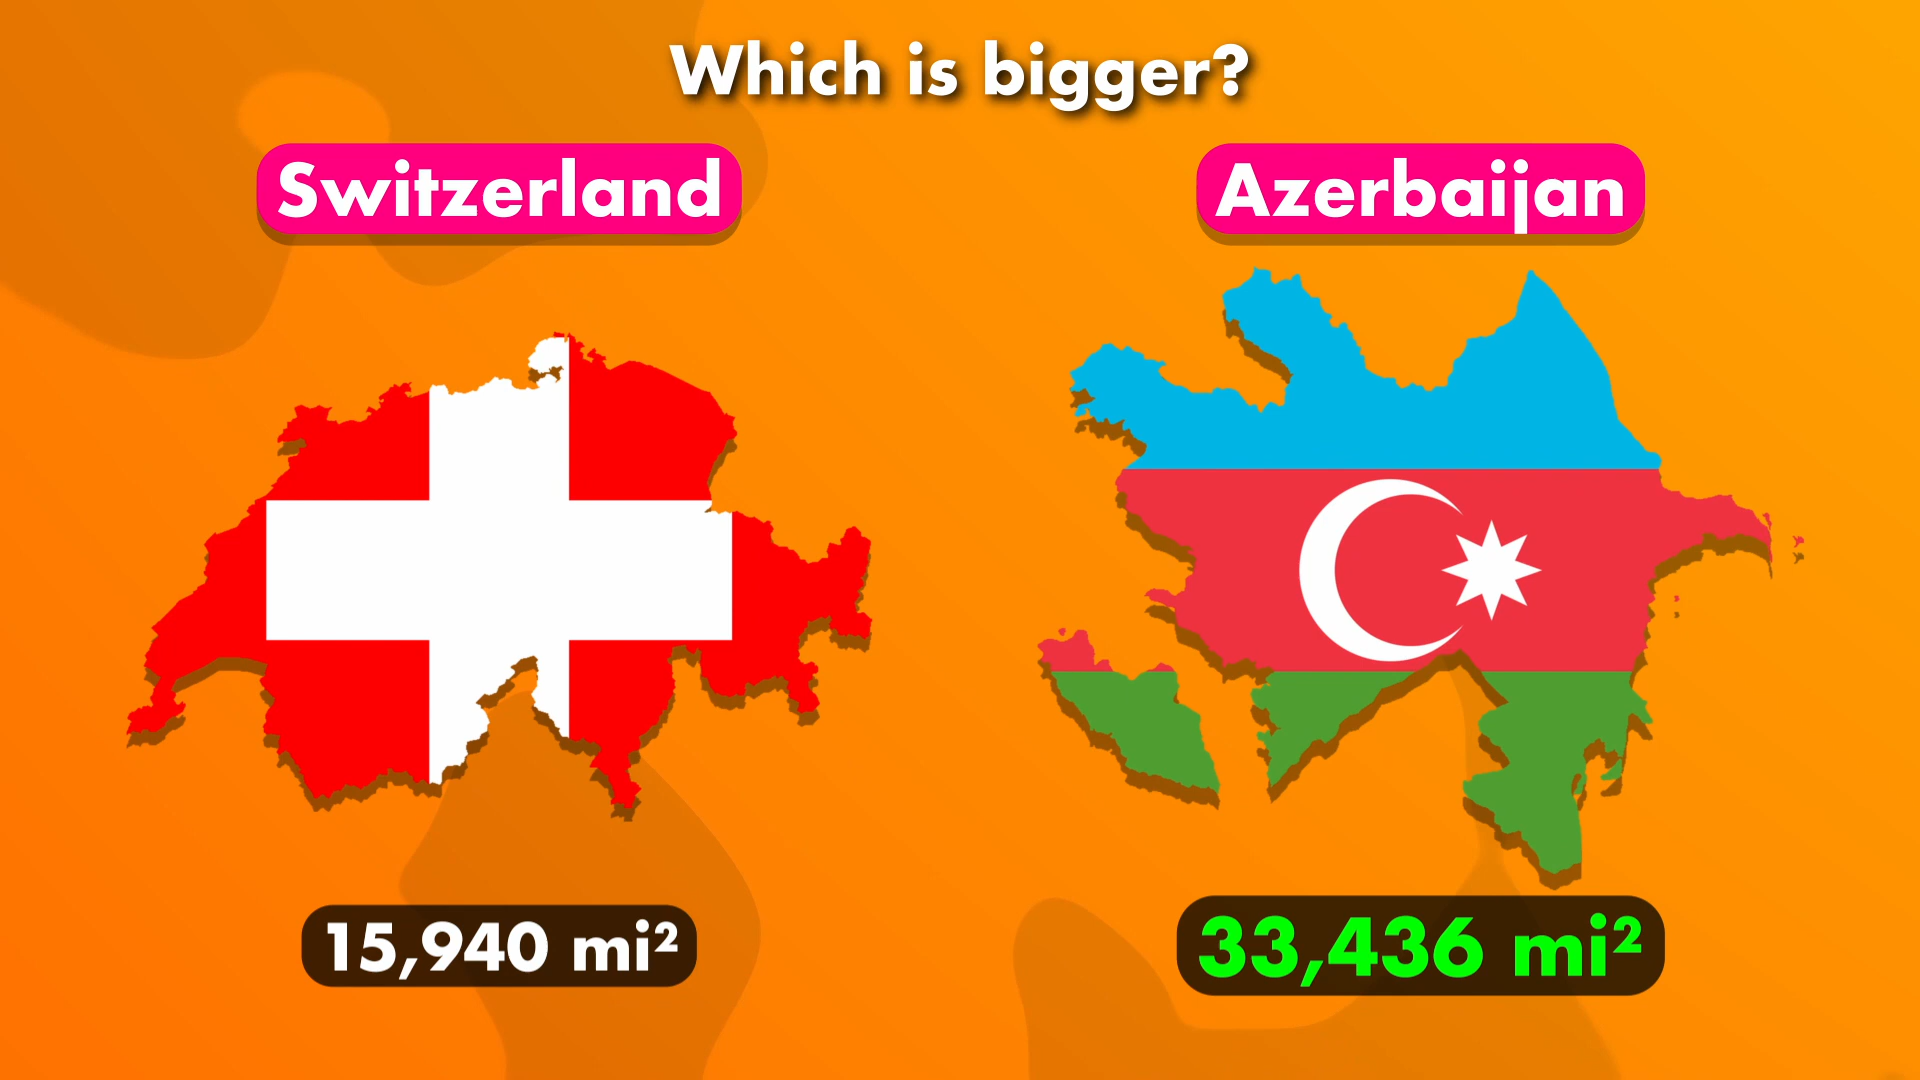 Which is bigger?
Switzerland
Azerbaijan
15,940 mi²
33,436 mi²